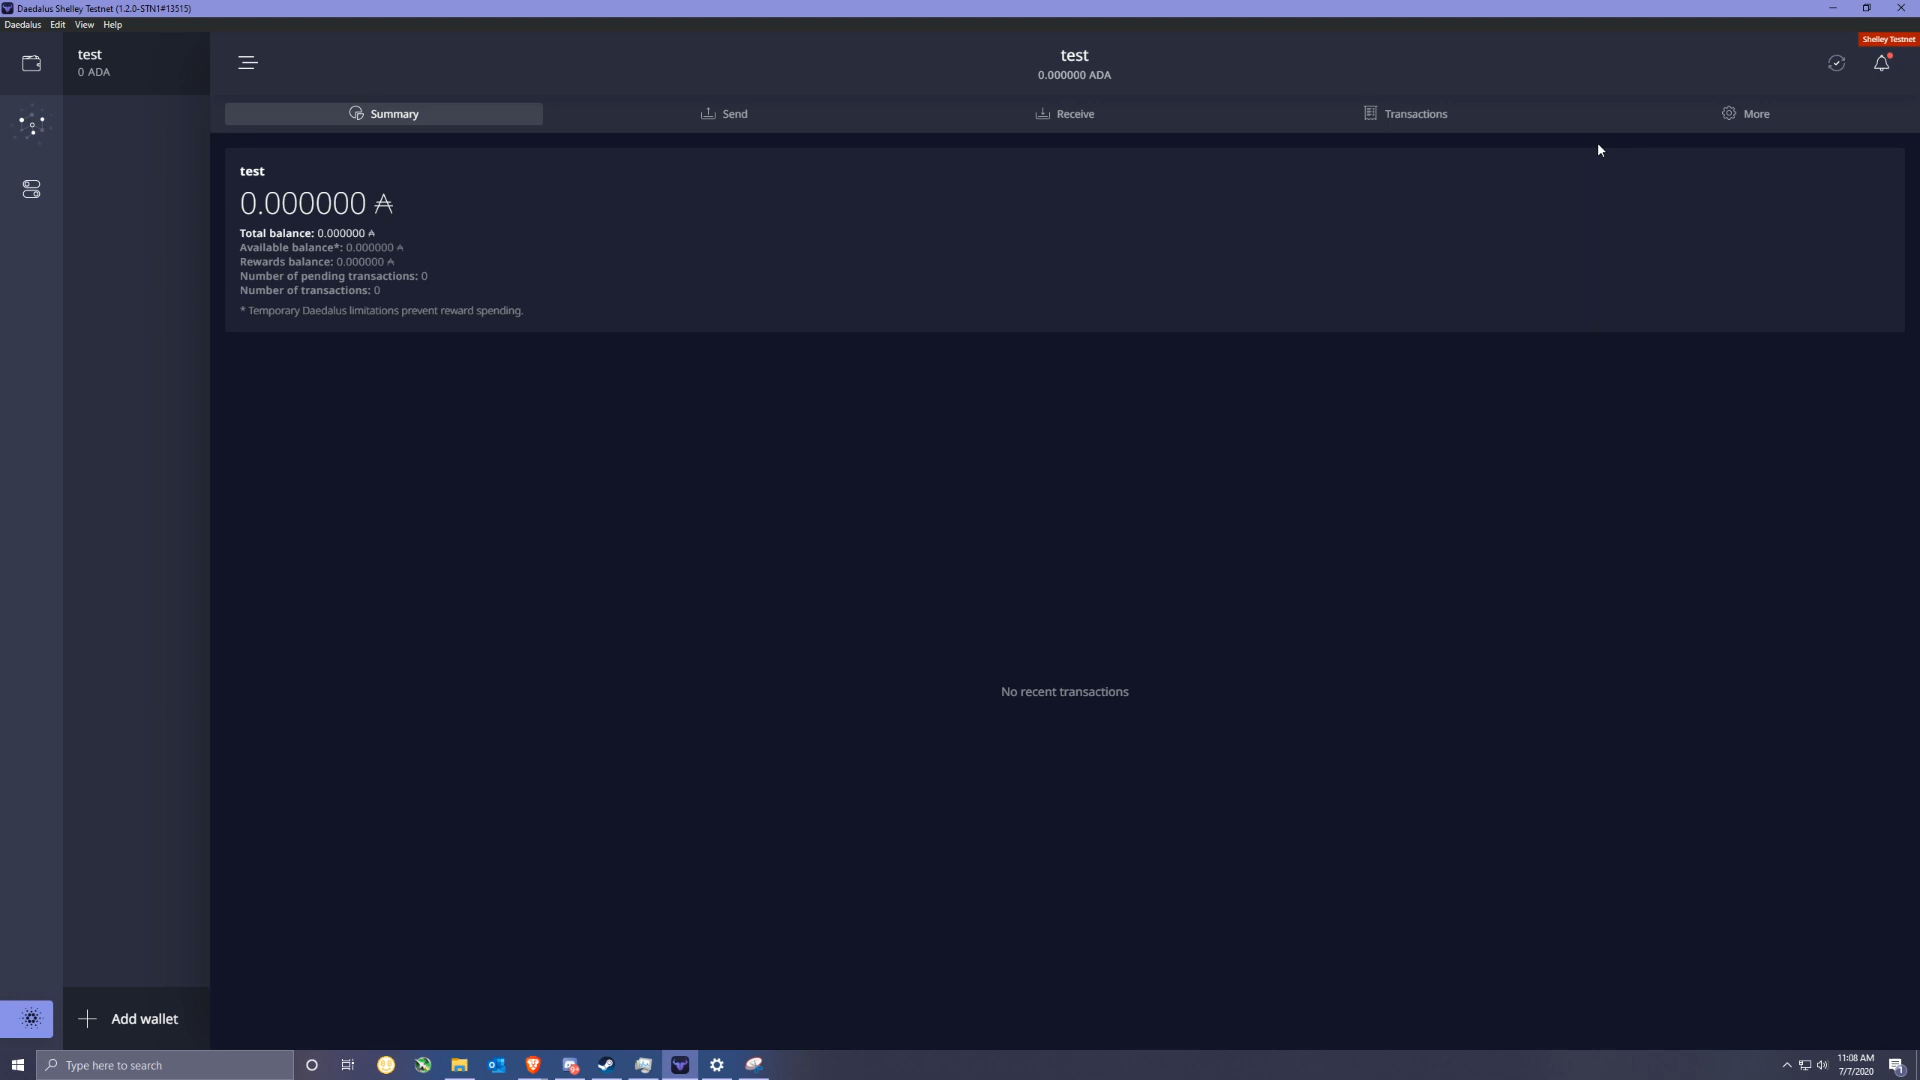 Daedalus Shelley Testnet (1.2.0-STN1#13515)
Daedalus Edit View Help
Shelley Testnet
test
0 ADA
test
0.000000 ADA
Summary
Send
Receive
Transactions
More
test
0.000000 ₳
Total balance: 0.000000 ₳
Available balance*: 0.000000 ₳
Rewards balance: 0.000000 ₳
Number of pending transactions: 0
Number of transactions: 0
* Temporary Daedalus limitations prevent reward spending.
No recent transactions
Add wallet
Type here to search
11:08 AM
7/7/2020